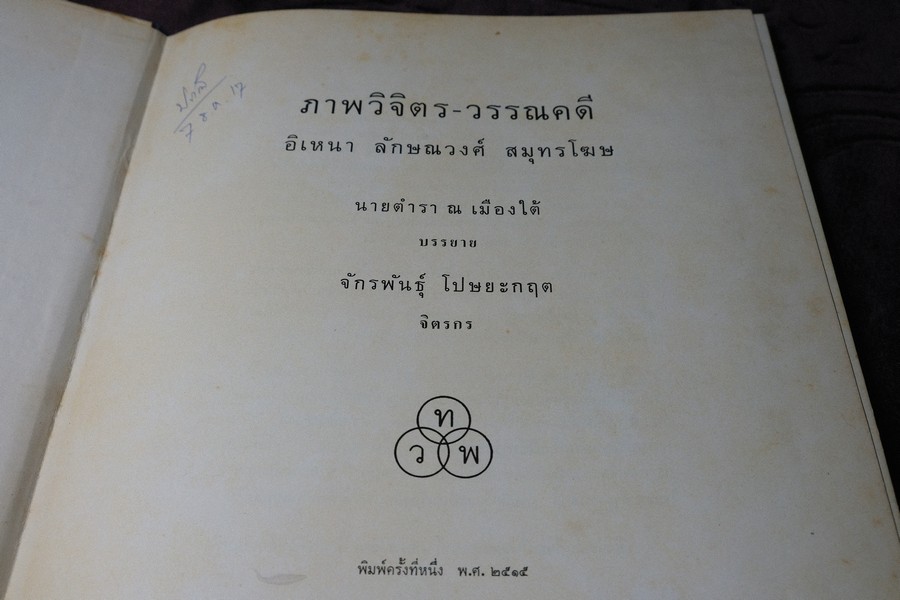 7 ธ.ค. 17
ภาพวิจิตร-วรรณคดี
อิเหนา ลักษณวงศ์ สมุทรโฆษ
นายตำรา ณ เมืองใต้
บรรยาย
จักรพันธุ์ โปษยะกฤต
จิตรกร
ท
ว พ
พิมพ์ครั้งที่หนึ่ง พ.ศ. ๒๕๑๕